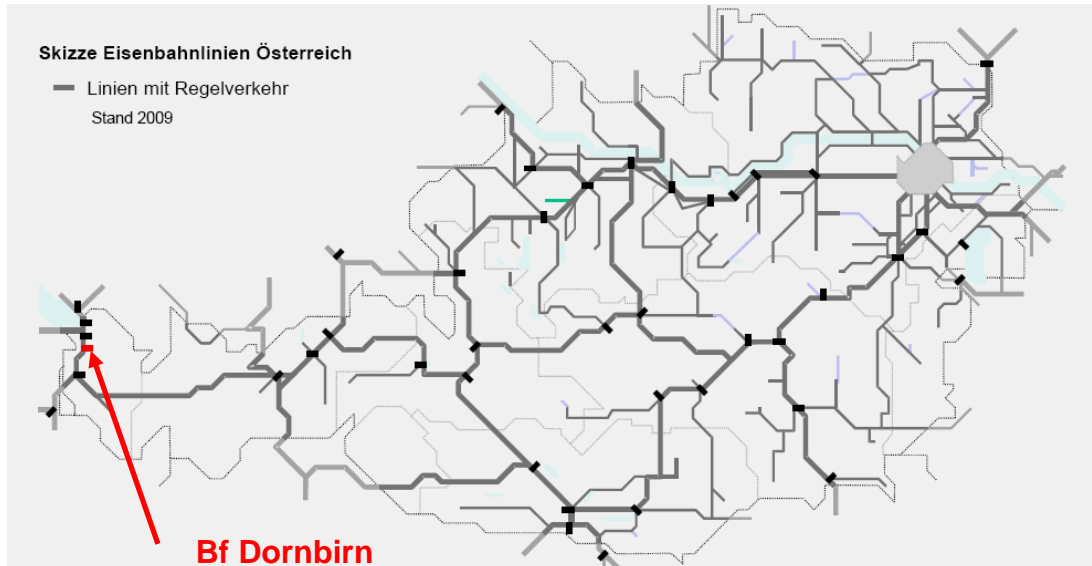 Skizze Eisenbahnlinien Österreich
Linien mit Regelverkehr
Stand 2009
Bf Dornbirn